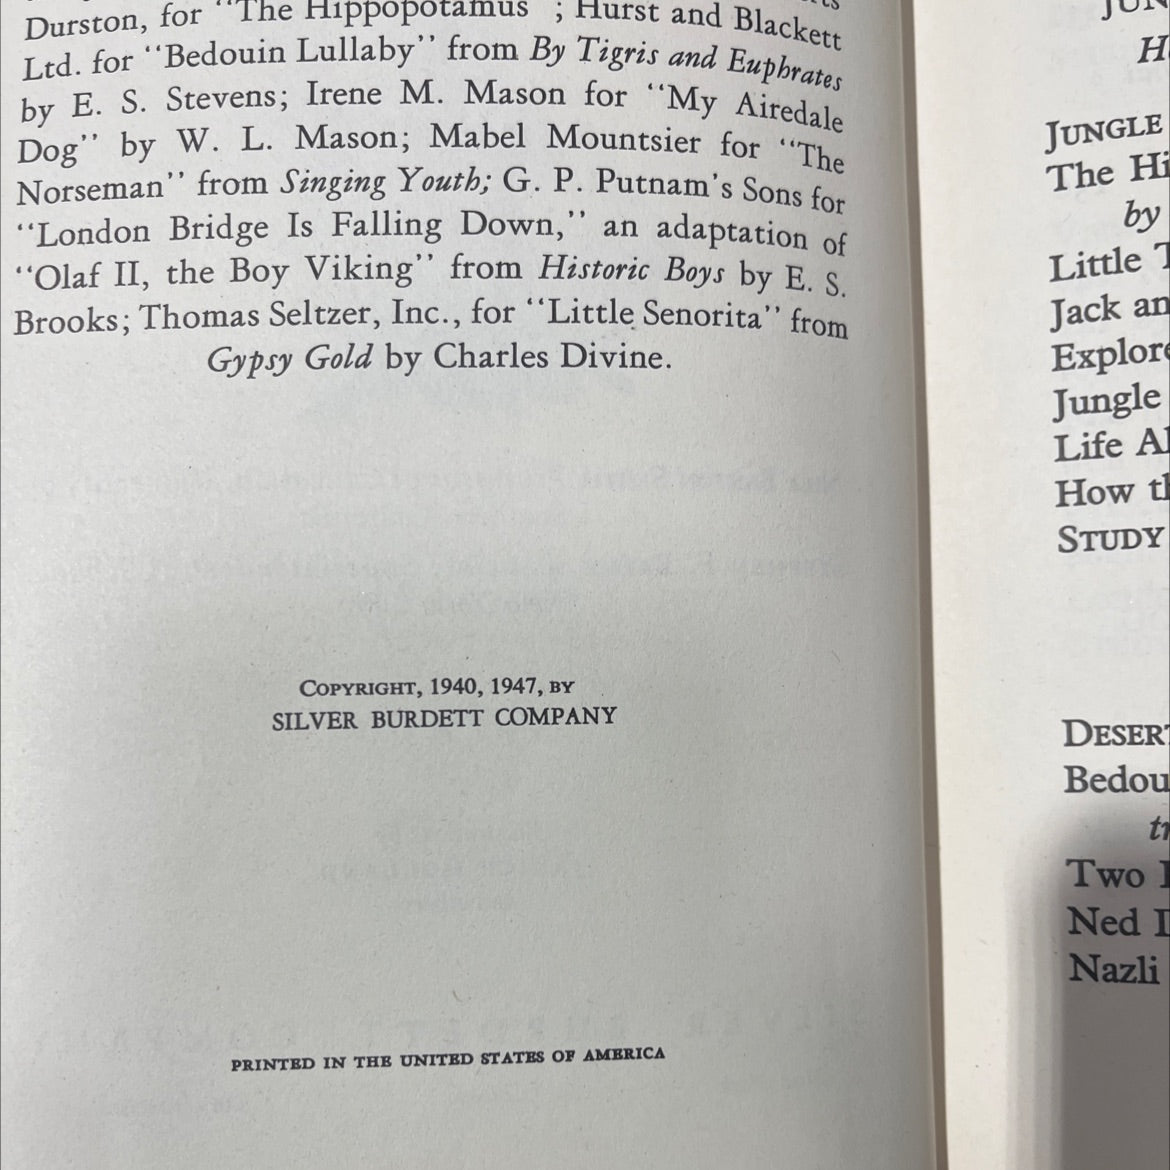 Durston, for "The Hippopotamus"; Hurst and Blackett
Ltd. for "Bedouin Lullaby" from By Tigris and Euphrates
by E. S. Stevens; Irene M. Mason for "My Airedale
Dog" by W. L. Mason; Mabel Mountsier for "The
Norseman" from Singing Youth; G. P. Putnam's Sons for
"London Bridge Is Falling Down," an adaptation of
"Olaf II, the Boy Viking" from Historic Boys by E. S.
Brooks; Thomas Seltzer, Inc., for "Little Senorita" from
Gypsy Gold by Charles Divine.
COPYRIGHT, 1940, 1947, BY
SILVER BURDETT COMPANY
PRINTED IN THE UNITED STATES OF AMERICA
JUNGLE
The Hi
by
Little
Jack an
Explore
Jungle
Life Al
How th
STUDY
DESERT
Bedou
tr
Two
Ned
Nazli